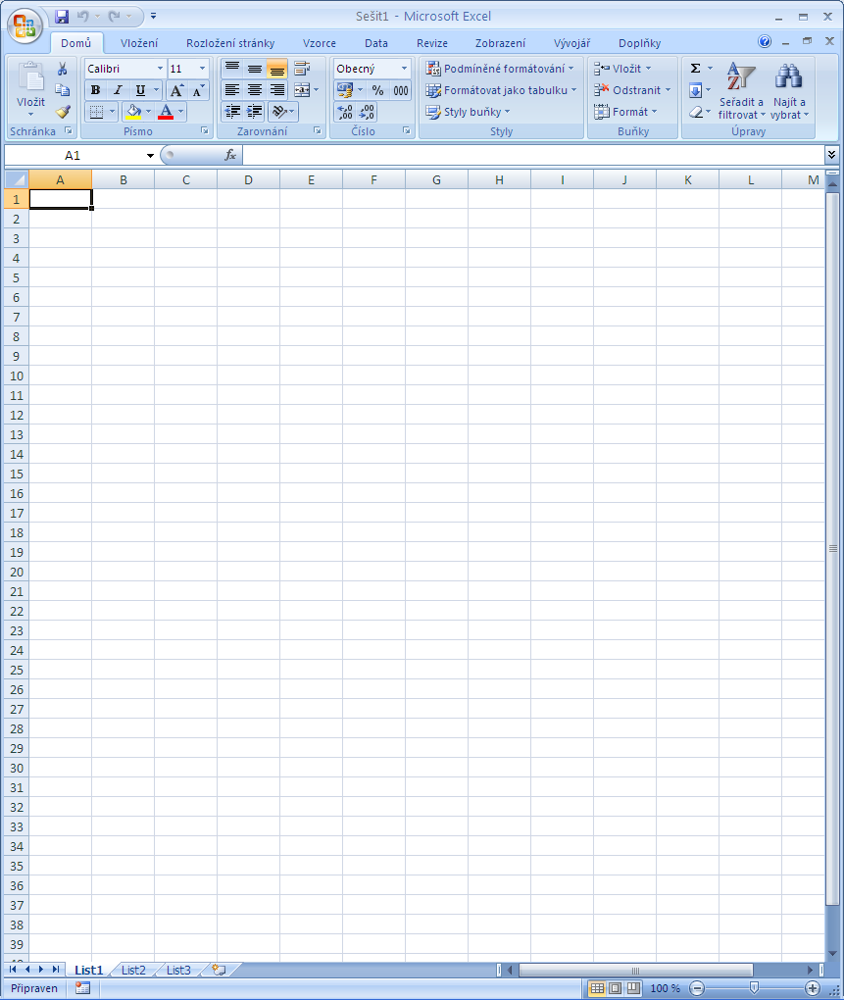 Sešit1 - Microsoft Excel
Domů Vložení Rozložení stránky Vzorce Data Revize Zobrazení Vývojář Doplňky
Vložit
Schránka
Calibri 11
B I U A A
A
Písmo
Zarovnání
Obecný
% 000
Číslo
Podmíněné formátování
Formátovat jako tabulku
Styly buňky
Styly
Vložit
Odstranit
Formát
Buňky
Σ
Seřadit a
filtrovat
Najít a
vybrat
Úpravy
A1 fx
A B C D E F G H I J K L M
1
2
3
4
5
6
7
8
9
10
11
12
13
14
15
16
17
18
19
20
21
22
23
24
25
26
27
28
29
30
31
32
33
34
35
36
37
38
39
List1 List2 List3
Připraven 100 %